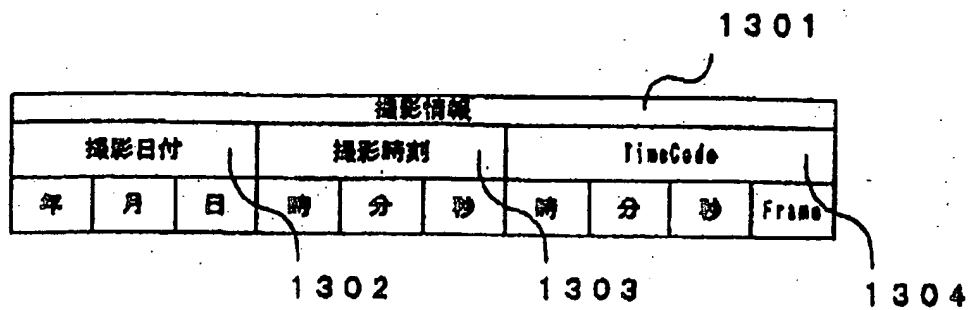 1301
撮影情報
撮影日付 撮影時刻 TimeCode
年 月 日 時 分 秒 時 分 秒 Frame
1302 1303 1304